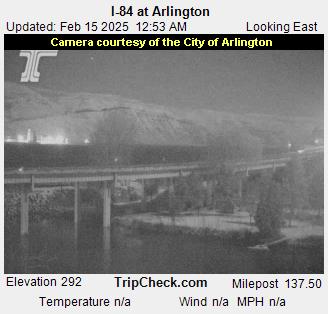 I-84 at Arlington
Updated: Feb 15 2025 12:53 AM Looking East
Camera courtesy of the City of Arlington
Elevation 292 TripCheck.com Milepost 137.50
Temperature n/a Wind n/a MPH n/a